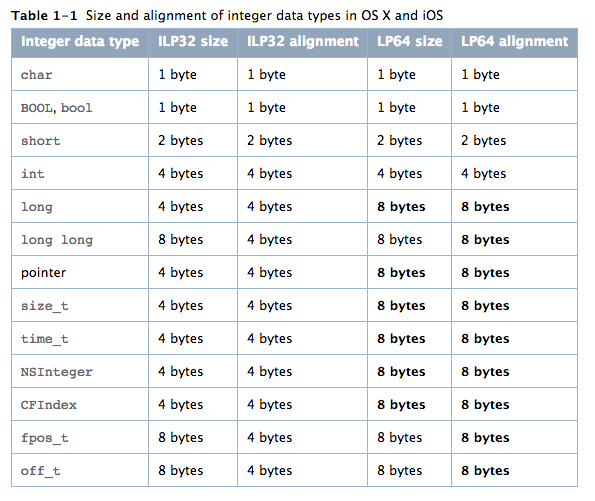 Table 1-1 Size and alignment of integer data types in OS X and iOS
Integer data type ILP32 size ILP32 alignment LP64 size LP64 alignment
char 1 byte 1 byte 1 byte 1 byte
BOOL, bool 1 byte 1 byte 1 byte 1 byte
short 2 bytes 2 bytes 2 bytes 2 bytes
int 4 bytes 4 bytes 4 bytes 4 bytes
long 4 bytes 4 bytes 8 bytes 8 bytes
long long 8 bytes 4 bytes 8 bytes 8 bytes
pointer 4 bytes 4 bytes 8 bytes 8 bytes
size_t 4 bytes 4 bytes 8 bytes 8 bytes
time_t 4 bytes 4 bytes 8 bytes 8 bytes
NSInteger 4 bytes 4 bytes 8 bytes 8 bytes
CFIndex 4 bytes 4 bytes 8 bytes 8 bytes
fpos_t 8 bytes 4 bytes 8 bytes 8 bytes
off_t 8 bytes 4 bytes 8 bytes 8 bytes